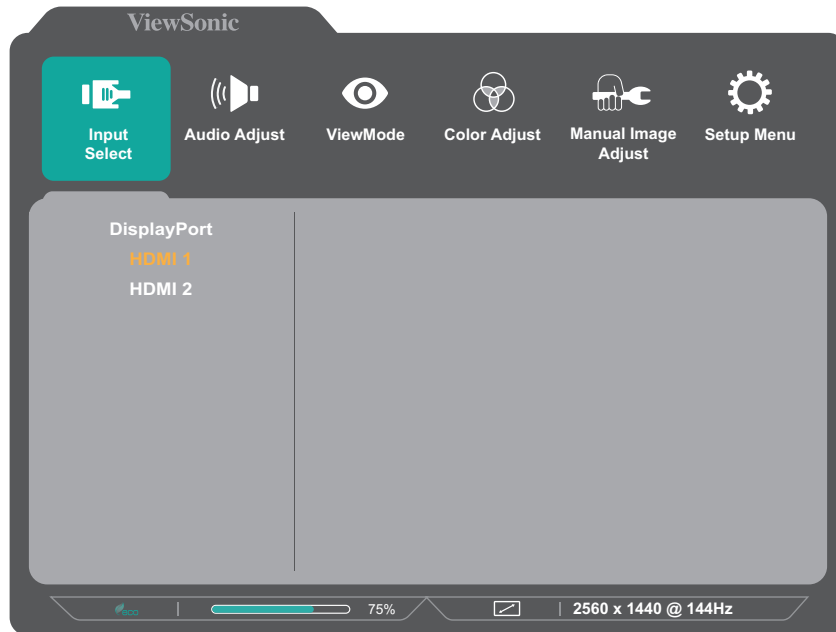 ViewSonic
Input
Select
Audio Adjust
ViewMode
Color Adjust
Manual Image
Adjust
Setup Menu
DisplayPort
HDMI 1
HDMI 2
eco
75%
2560 x 1440 @ 144Hz